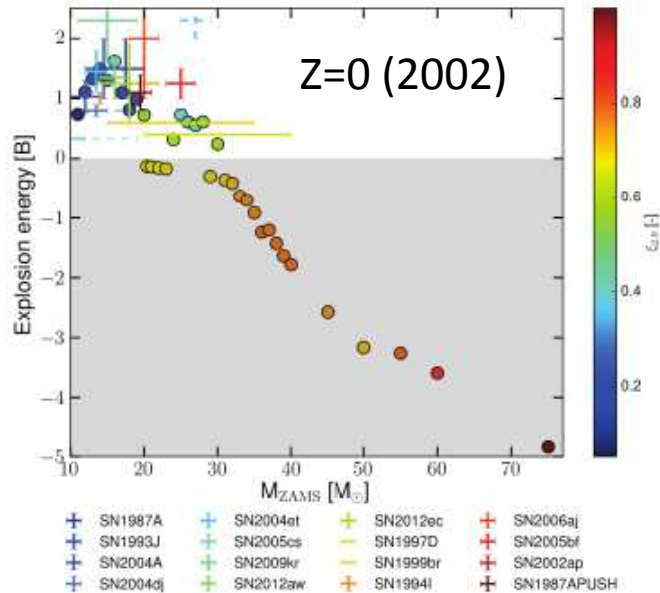 Z=0 (2002)
Explosion energy [B]
2
1
0
−1
−2
−3
−4
−5
10
20
30
40
50
60
70
M_ZAMS [M_⊙]
0.8
0.6
0.4
0.2
SN1987A
SN1993J
SN2004A
SN2004dj
SN2004et
SN2005cs
SN2009kr
SN2012aw
SN2012ec
SN1997D
SN1999br
SN1994I
SN2006aj
SN2005bf
SN2002ap
SN1987APUSH